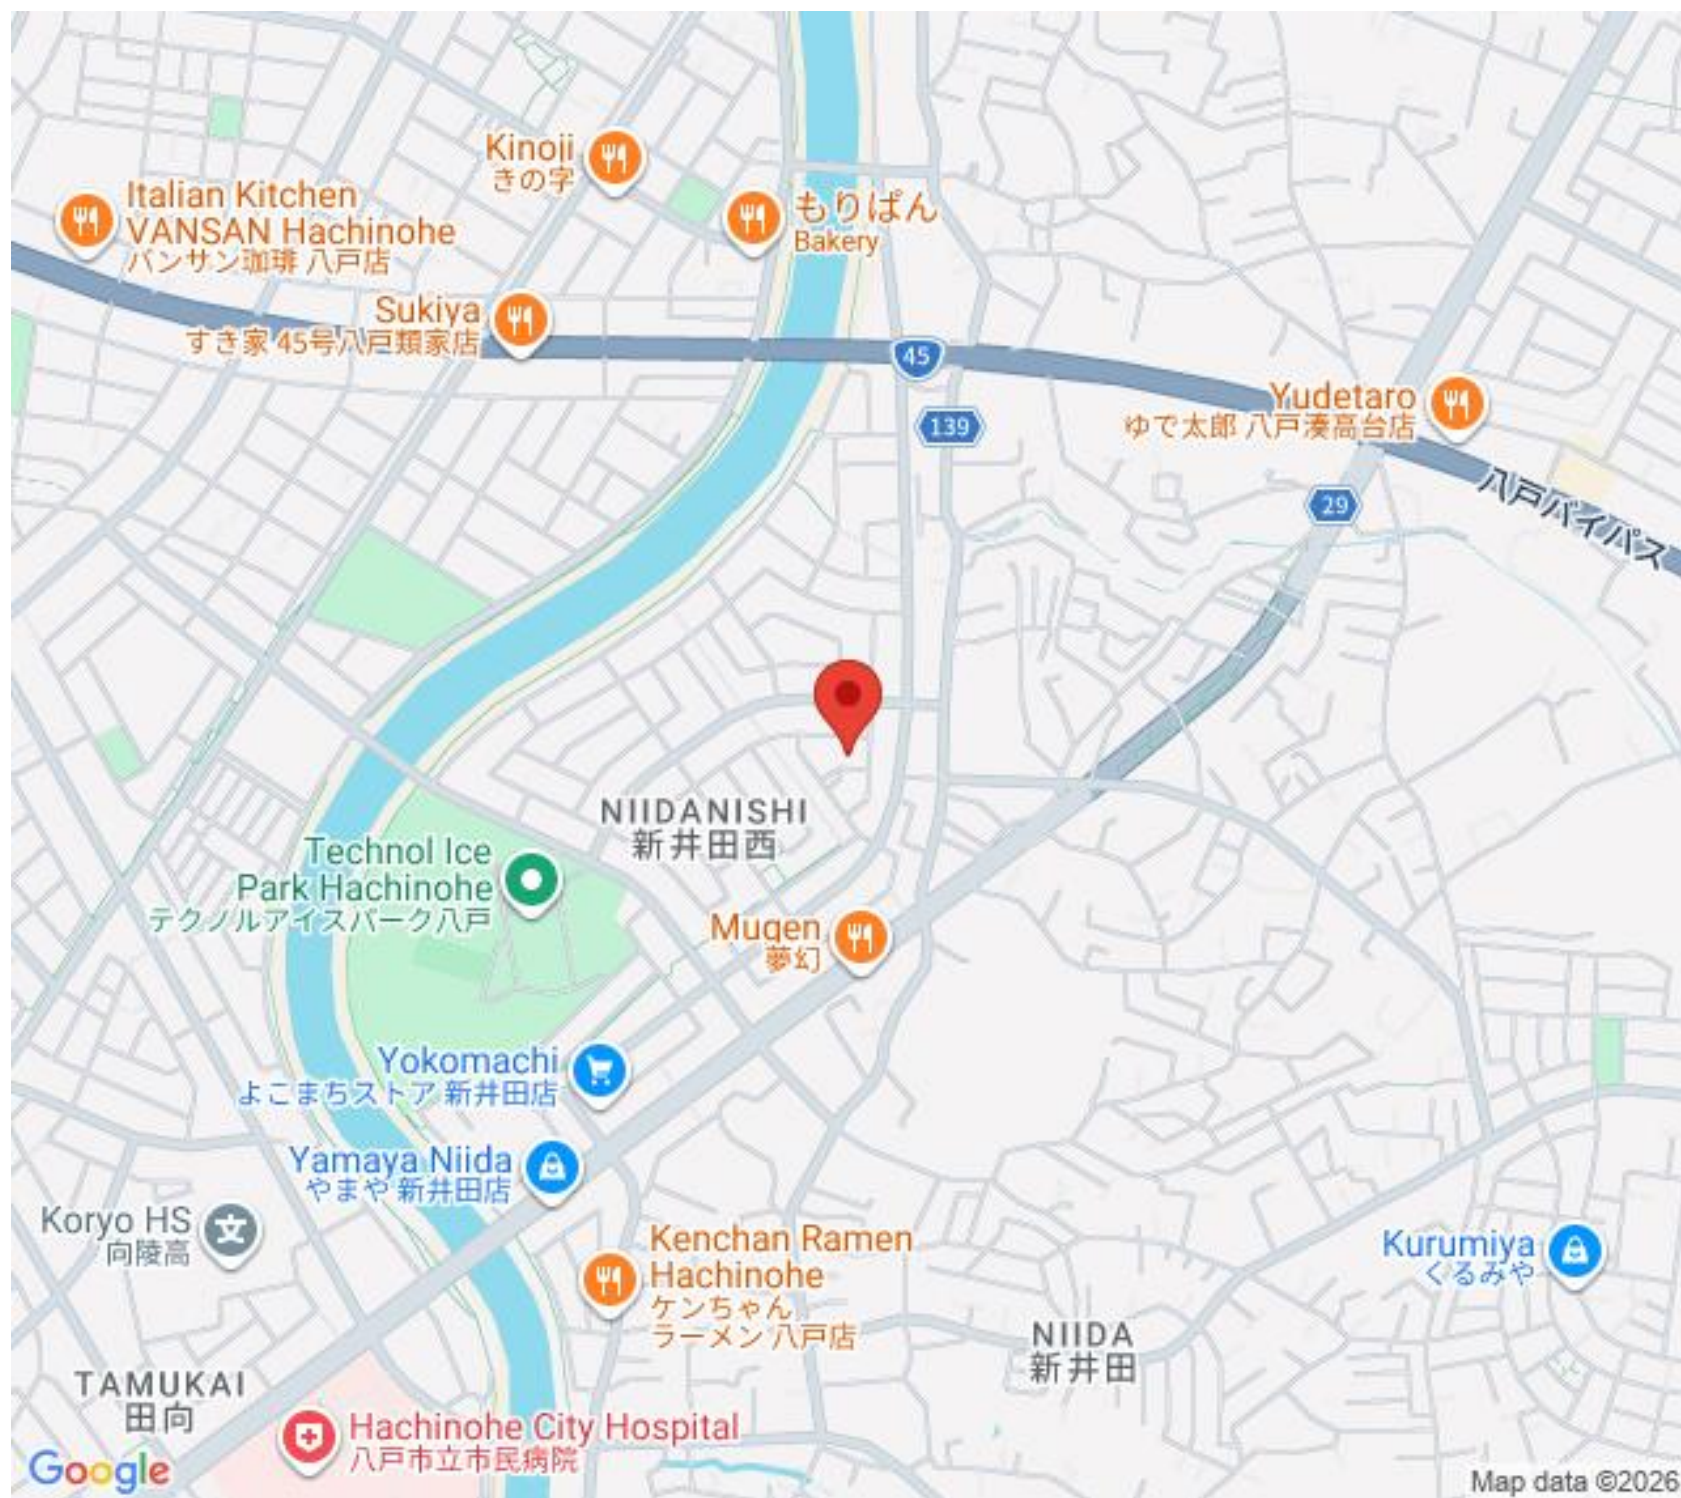 Kinoji
きの字
Italian Kitchen
VANSAN Hachinohe
バンサン珈琲 八戸店
もりぱん
Bakery
Sukiya
すき家 45号八戸類家店
45
139
Yudetaro
ゆで太郎 八戸湊高台店
八戸バイパス
29
NIIDANISHI
新井田西
Technol Ice
Park Hachinohe
テクノルアイスパーク八戸
Mugen
夢幻
Yokomachi
よこまちストア 新井田店
Yamaya Niida
やまや 新井田店
Koryo HS
向陵高
文
Kenchan Ramen
Hachinohe
ケンちゃん
ラーメン 八戸店
Kurumiya
くるみや
NIIDA
新井田
TAMUKAI
田向
Hachinohe City Hospital
八戸市立市民病院
Google
Map data ©2026